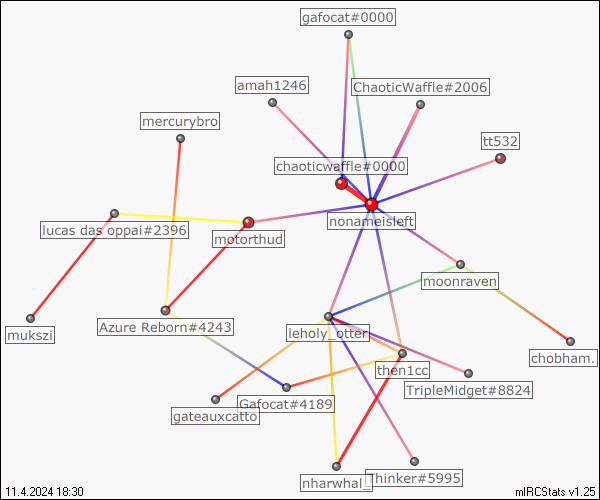 gafocat#0000
amah1246
ChaoticWaffle#2006
mercurybro
tt532
chaoticwaffle#0000
nonameisleft
lucas das oppai#2396
motorthud
moonraven
mukszi
Azure Reborn#4243
leholy_otter
chobham.
then1cc
TripleMidget#8824
Gafocat#4189
gateauxcatto
nharwhal_
Thinker#5995
11.4.2024 18:30
mIRCStats v1.25